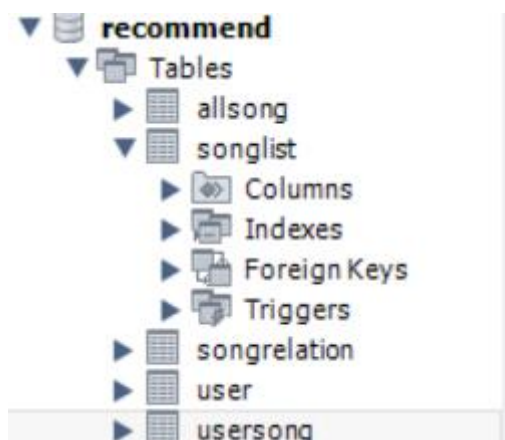 recommend
Tables
allsong
songlist
Columns
Indexes
Foreign Keys
Triggers
songrelation
user
usersong